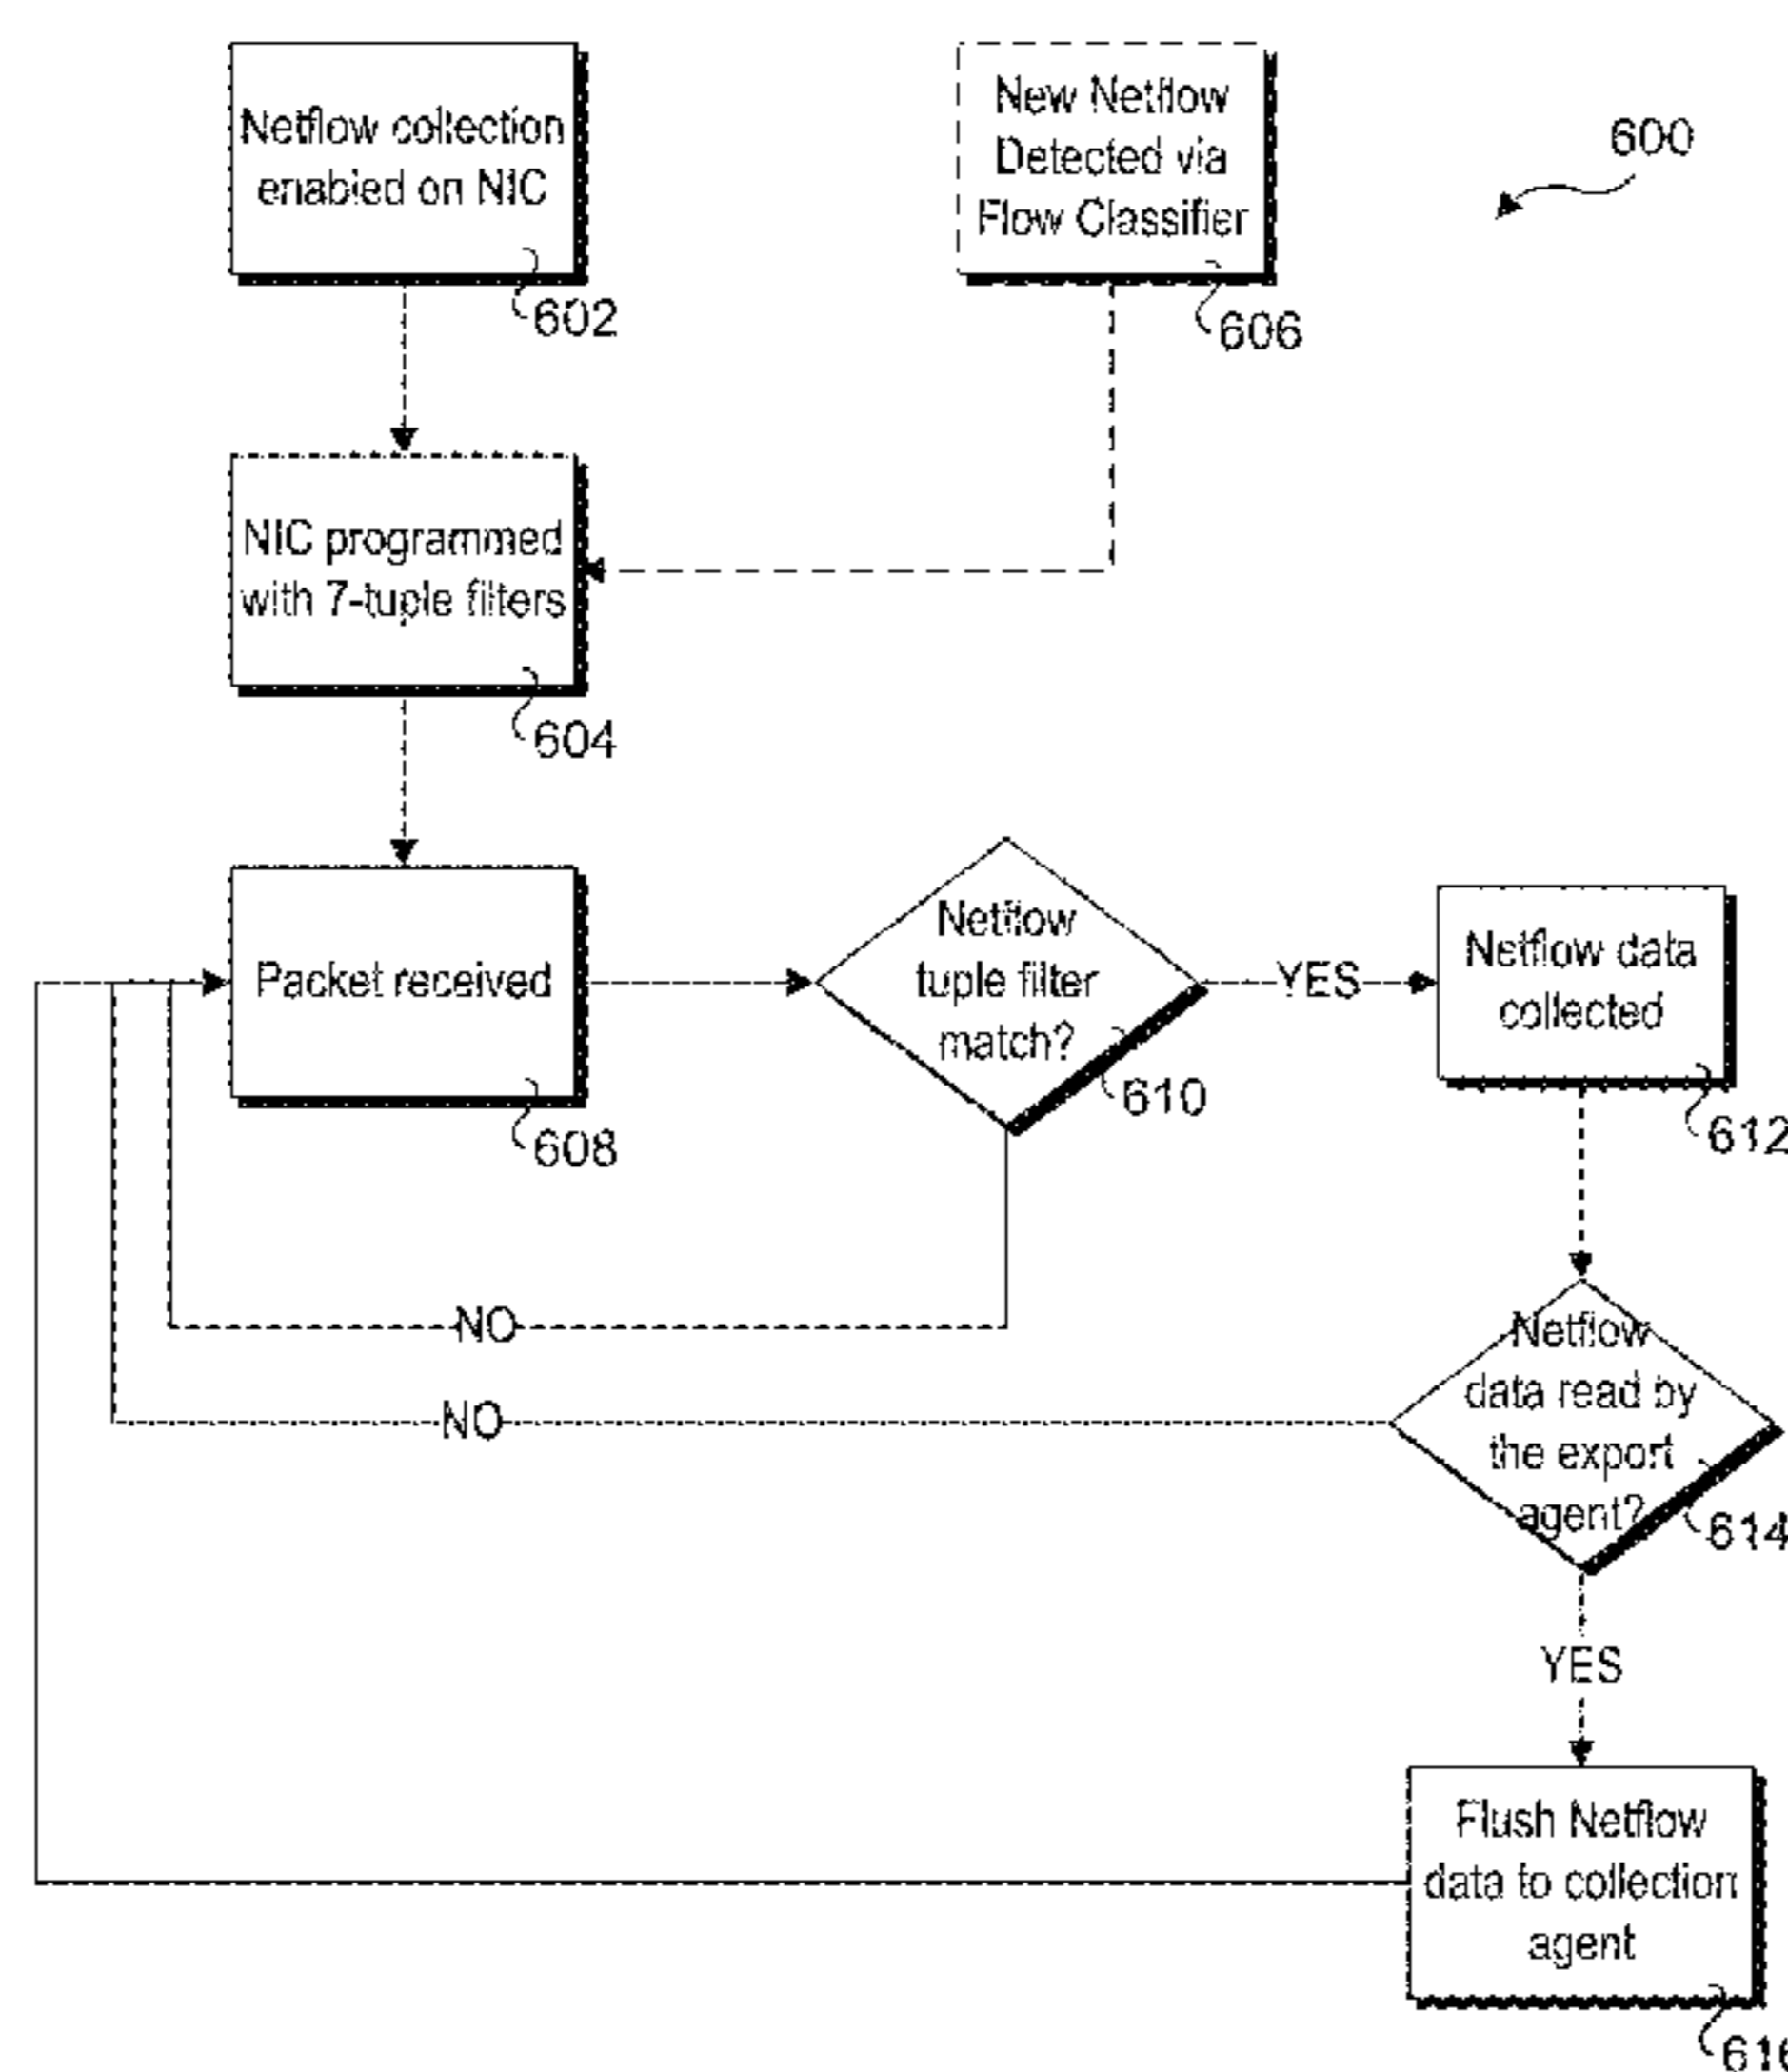 Netflow collection
enabled on NIC
602
New Netflow
Detected via
Flow Classifier
606
600
NIC programmed
with 7-tuple filters
604
Packet received
608
Netflow
tuple filter
match?
610
YES
Netflow data
collected
612
NO
NO
Netflow
data read by
the export
agent?
614
YES
Flush Netflow
data to collection
agent
616